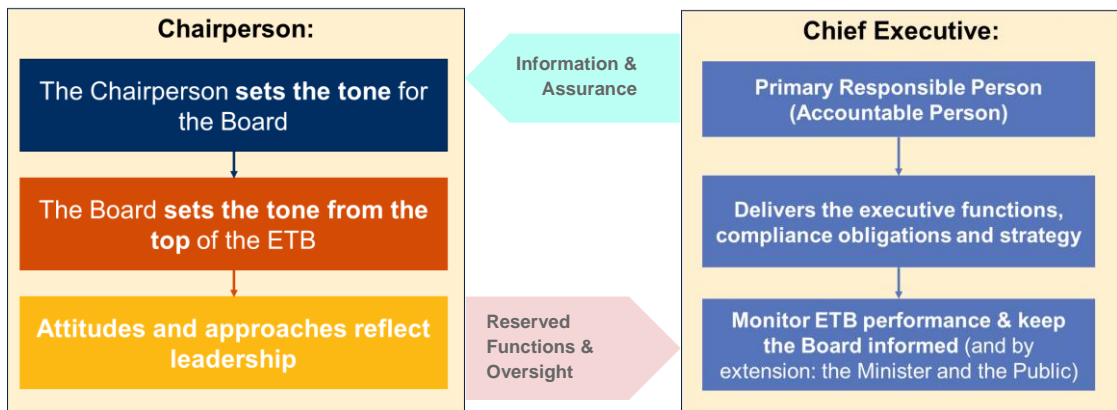 Chairperson:
The Chairperson sets the tone for
the Board
The Board sets the tone from the
top of the ETB
Attitudes and approaches reflect
leadership
Information &
Assurance
Reserved
Functions &
Oversight
Chief Executive:
Primary Responsible Person
(Accountable Person)
Delivers the executive functions,
compliance obligations and strategy
Monitor ETB performance & keep
the Board informed (and by
extension: the Minister and the Public)